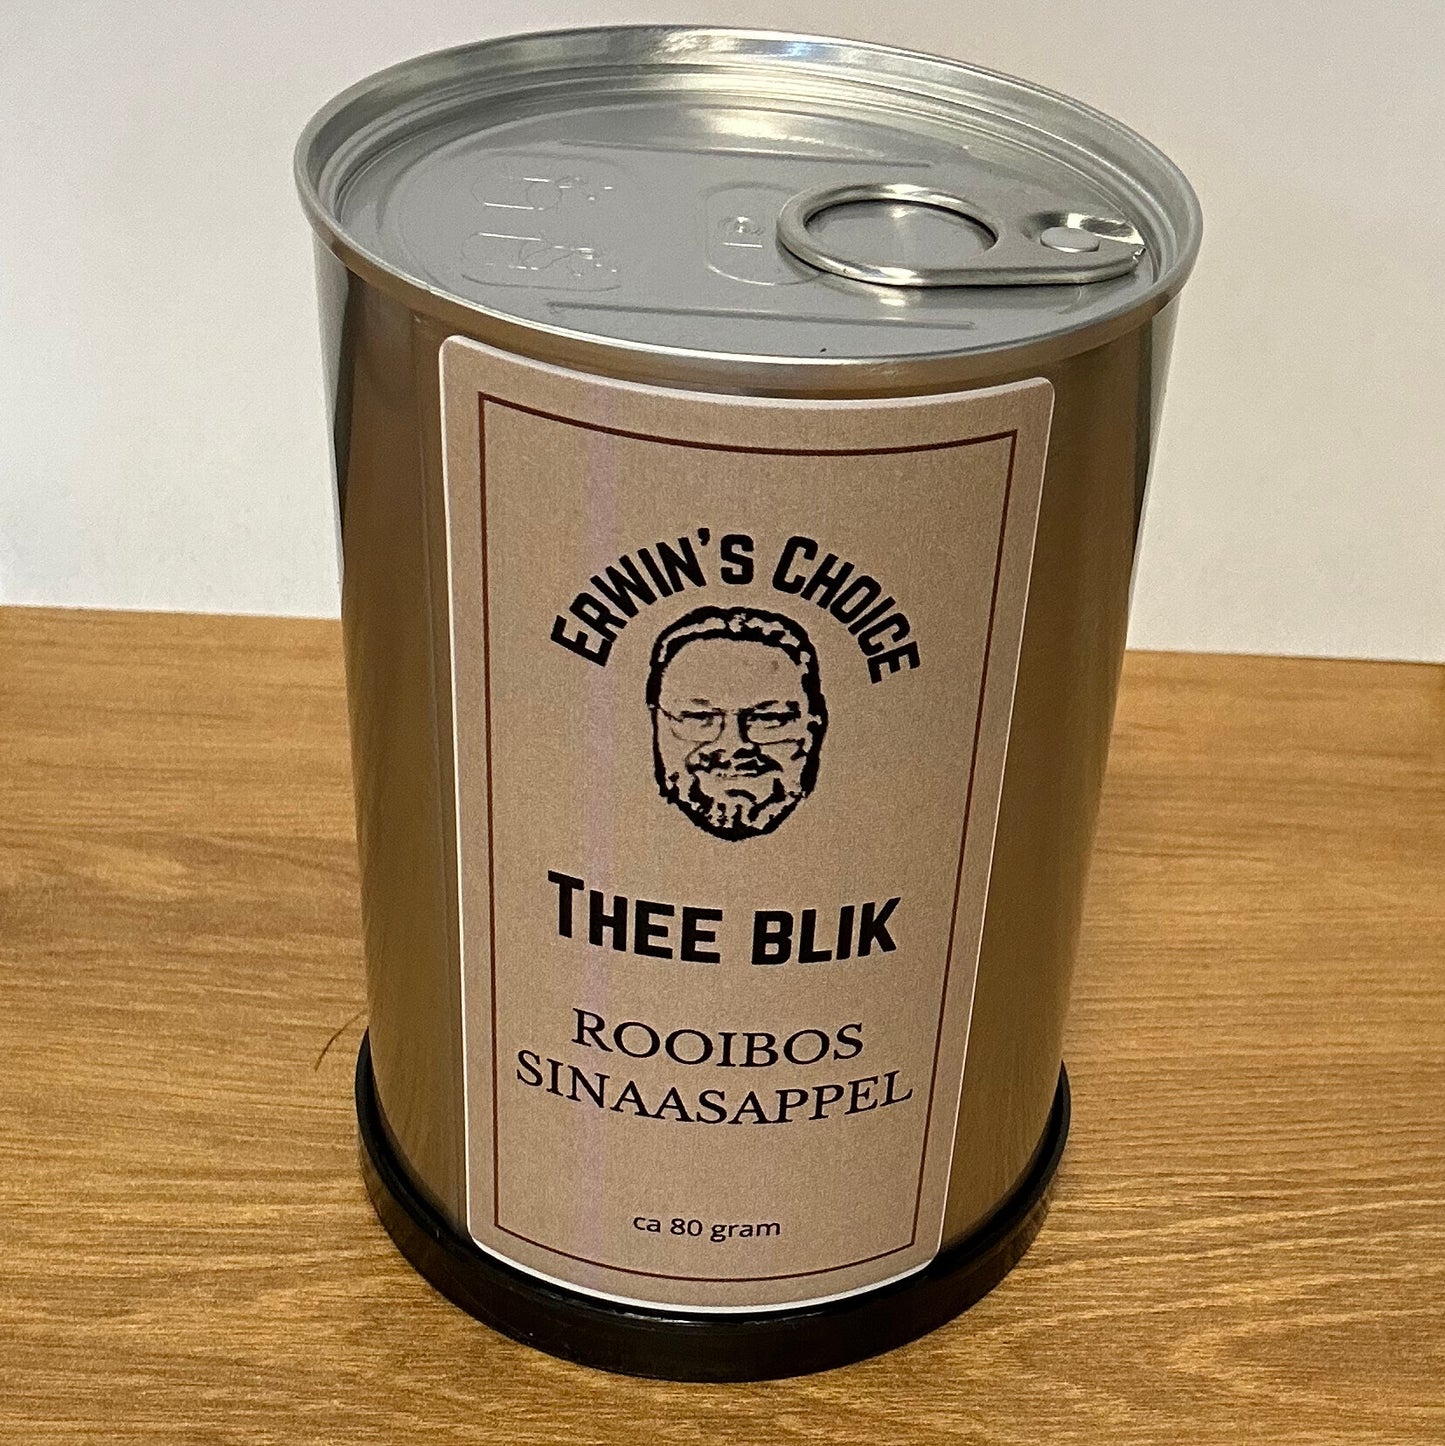 Erwin's Choice
Thee blik
ROOIBOS
SINAASAPPEL
ca 80 gram